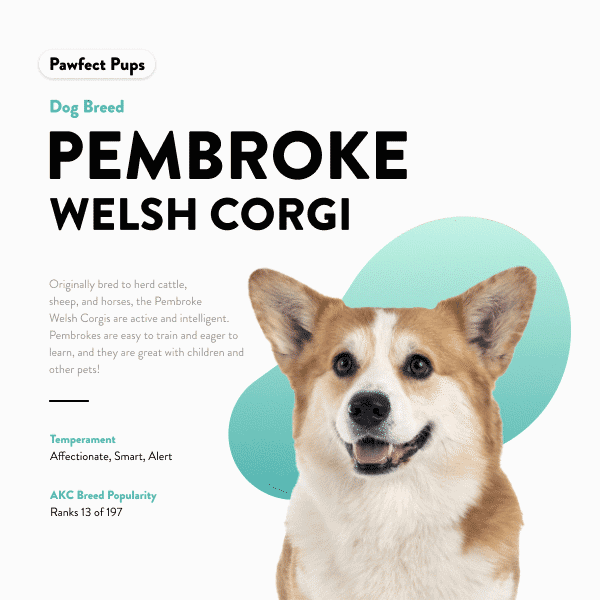 Pawfect Pups
Dog Breed
PEMBROKE
WELSH CORGI
Originally bred to herd cattle,
sheep, and horses, the Pembroke
Welsh Corgis are active and intelligent.
Pembrokes are easy to train and eager to
learn, and they are great with children and
other pets!
Temperament
Affectionate, Smart, Alert
AKC Breed Popularity
Ranks 13 of 197